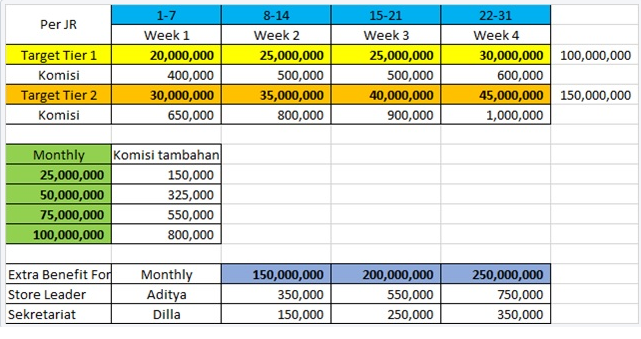 Per JR 1-7 8-14 15-21 22-31
Week 1 Week 2 Week 3 Week 4
Target Tier 1 20,000,000 25,000,000 25,000,000 30,000,000 100,000,000
Komisi 400,000 500,000 500,000 600,000
Target Tier 2 30,000,000 35,000,000 40,000,000 45,000,000 150,000,000
Komisi 650,000 800,000 900,000 1,000,000
Monthly Komisi tambahan
25,000,000 150,000
50,000,000 325,000
75,000,000 550,000
100,000,000 800,000
Extra Benefit For Monthly 150,000,000 200,000,000 250,000,000
Store Leader Aditya 350,000 550,000 750,000
Sekretariat Dilla 150,000 250,000 350,000